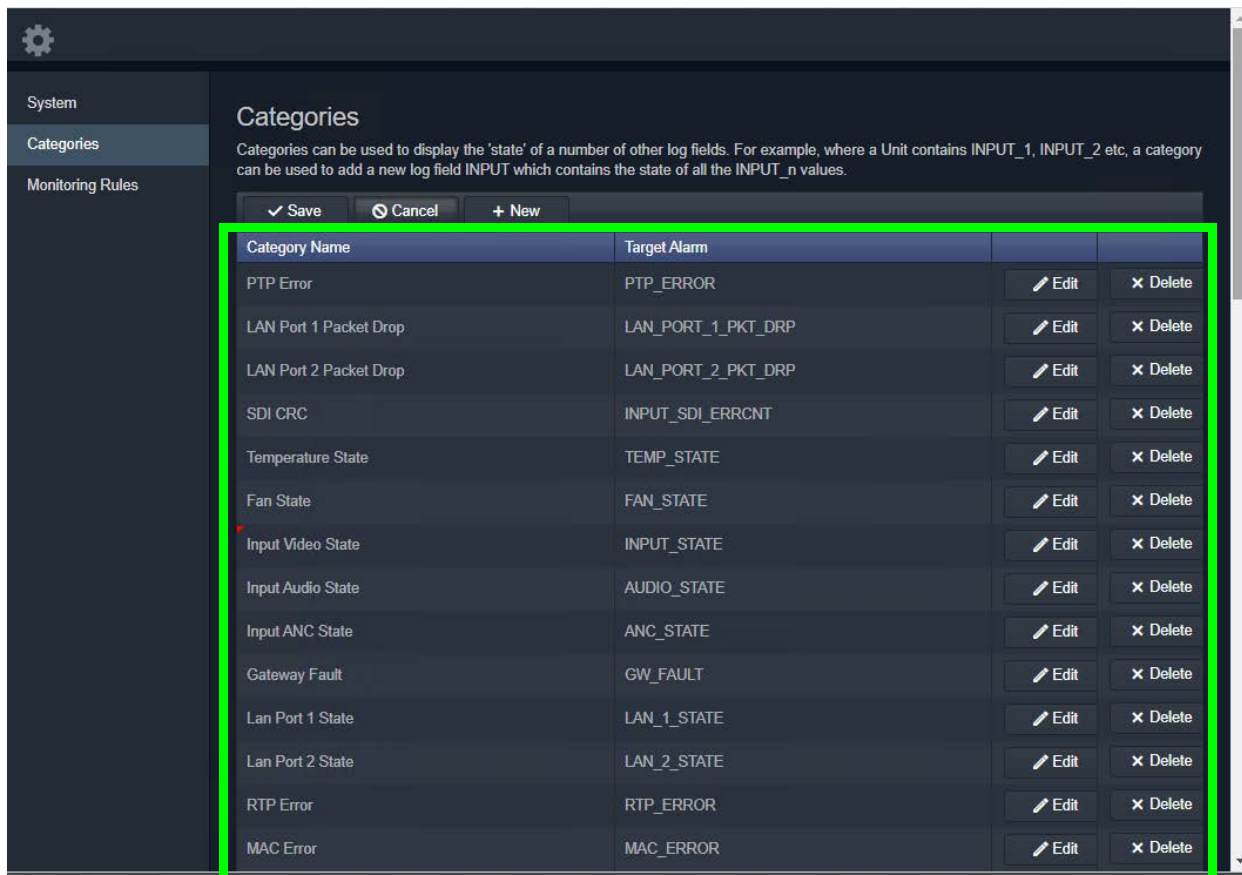 System
Categories
Monitoring Rules
Categories
Categories can be used to display the 'state' of a number of other log fields. For example, where a Unit contains INPUT_1, INPUT_2 etc, a category
can be used to add a new log field INPUT which contains the state of all the INPUT_n values.
Save Cancel + New
Category Name Target Alarm
PTP Error PTP_ERROR Edit Delete
LAN Port 1 Packet Drop LAN_PORT_1_PKT_DRP Edit Delete
LAN Port 2 Packet Drop LAN_PORT_2_PKT_DRP Edit Delete
SDI CRC INPUT_SDI_ERRCNT Edit Delete
Temperature State TEMP_STATE Edit Delete
Fan State FAN_STATE Edit Delete
Input Video State INPUT_STATE Edit Delete
Input Audio State AUDIO_STATE Edit Delete
Input ANC State ANC_STATE Edit Delete
Gateway Fault GW_FAULT Edit Delete
Lan Port 1 State LAN_1_STATE Edit Delete
Lan Port 2 State LAN_2_STATE Edit Delete
RTP Error RTP_ERROR Edit Delete
MAC Error MAC_ERROR Edit Delete